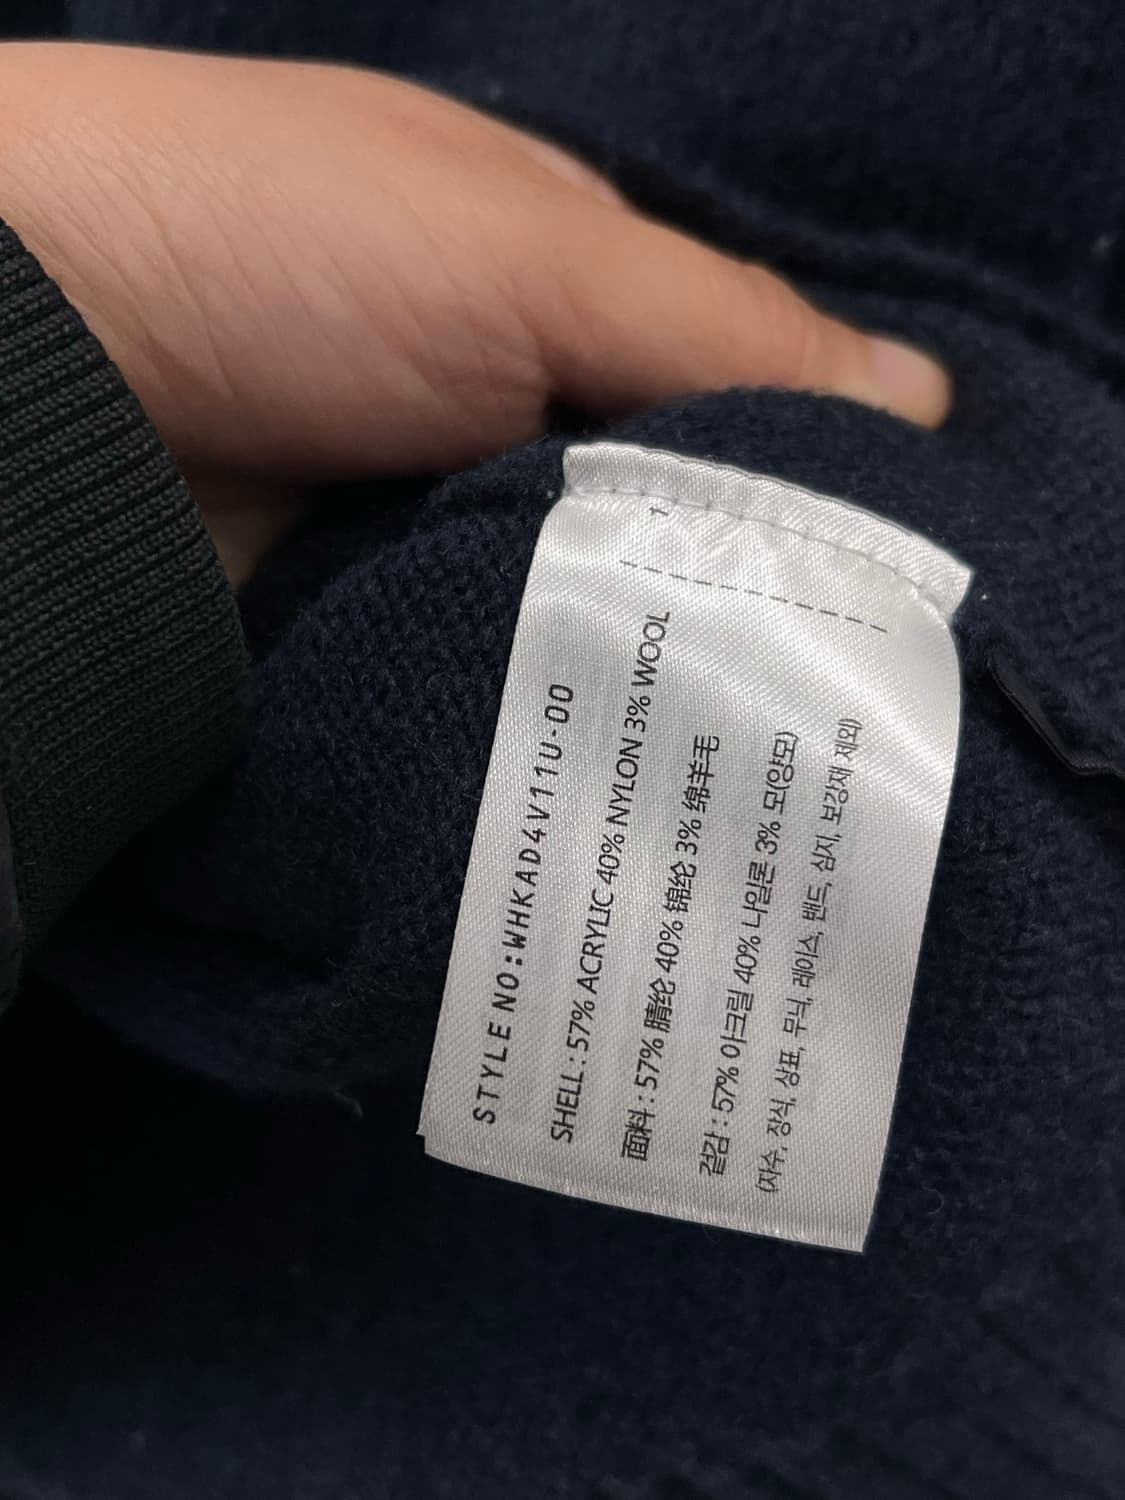 STYLE NO:WHKAD4V11U-00
SHELL : 57% ACRYLIC 40% NYLON 3% WOOL
面料 : 57% 腈纶 40% 锦纶 3% 绵羊毛
겉감 : 57% 아크릴 40% 나일론 3% 모(양모)
(자수, 장식, 상표, 무늬, 레이스, 밴드, 심지, 보강재 제외)